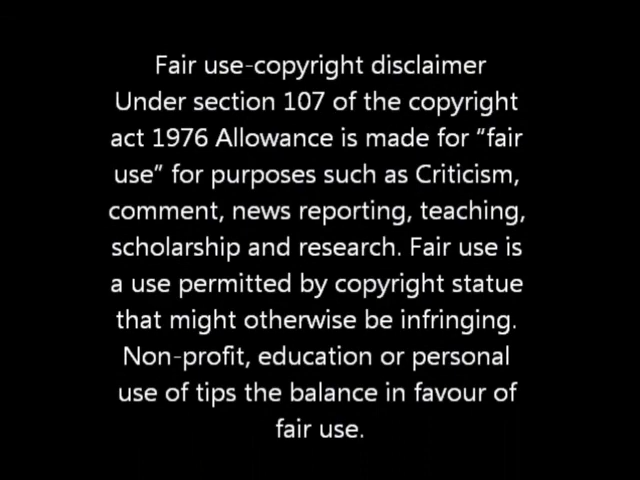 Fair use-copyright disclaimer
Under section 107 of the copyright
act 1976 Allowance is made for “fair
use” for purposes such as Criticism,
comment, news reporting, teaching,
scholarship and research. Fair use is
a use permitted by copyright statue
that might otherwise be infringing.
Non-profit, education or personal
use of tips the balance in favour of
fair use.